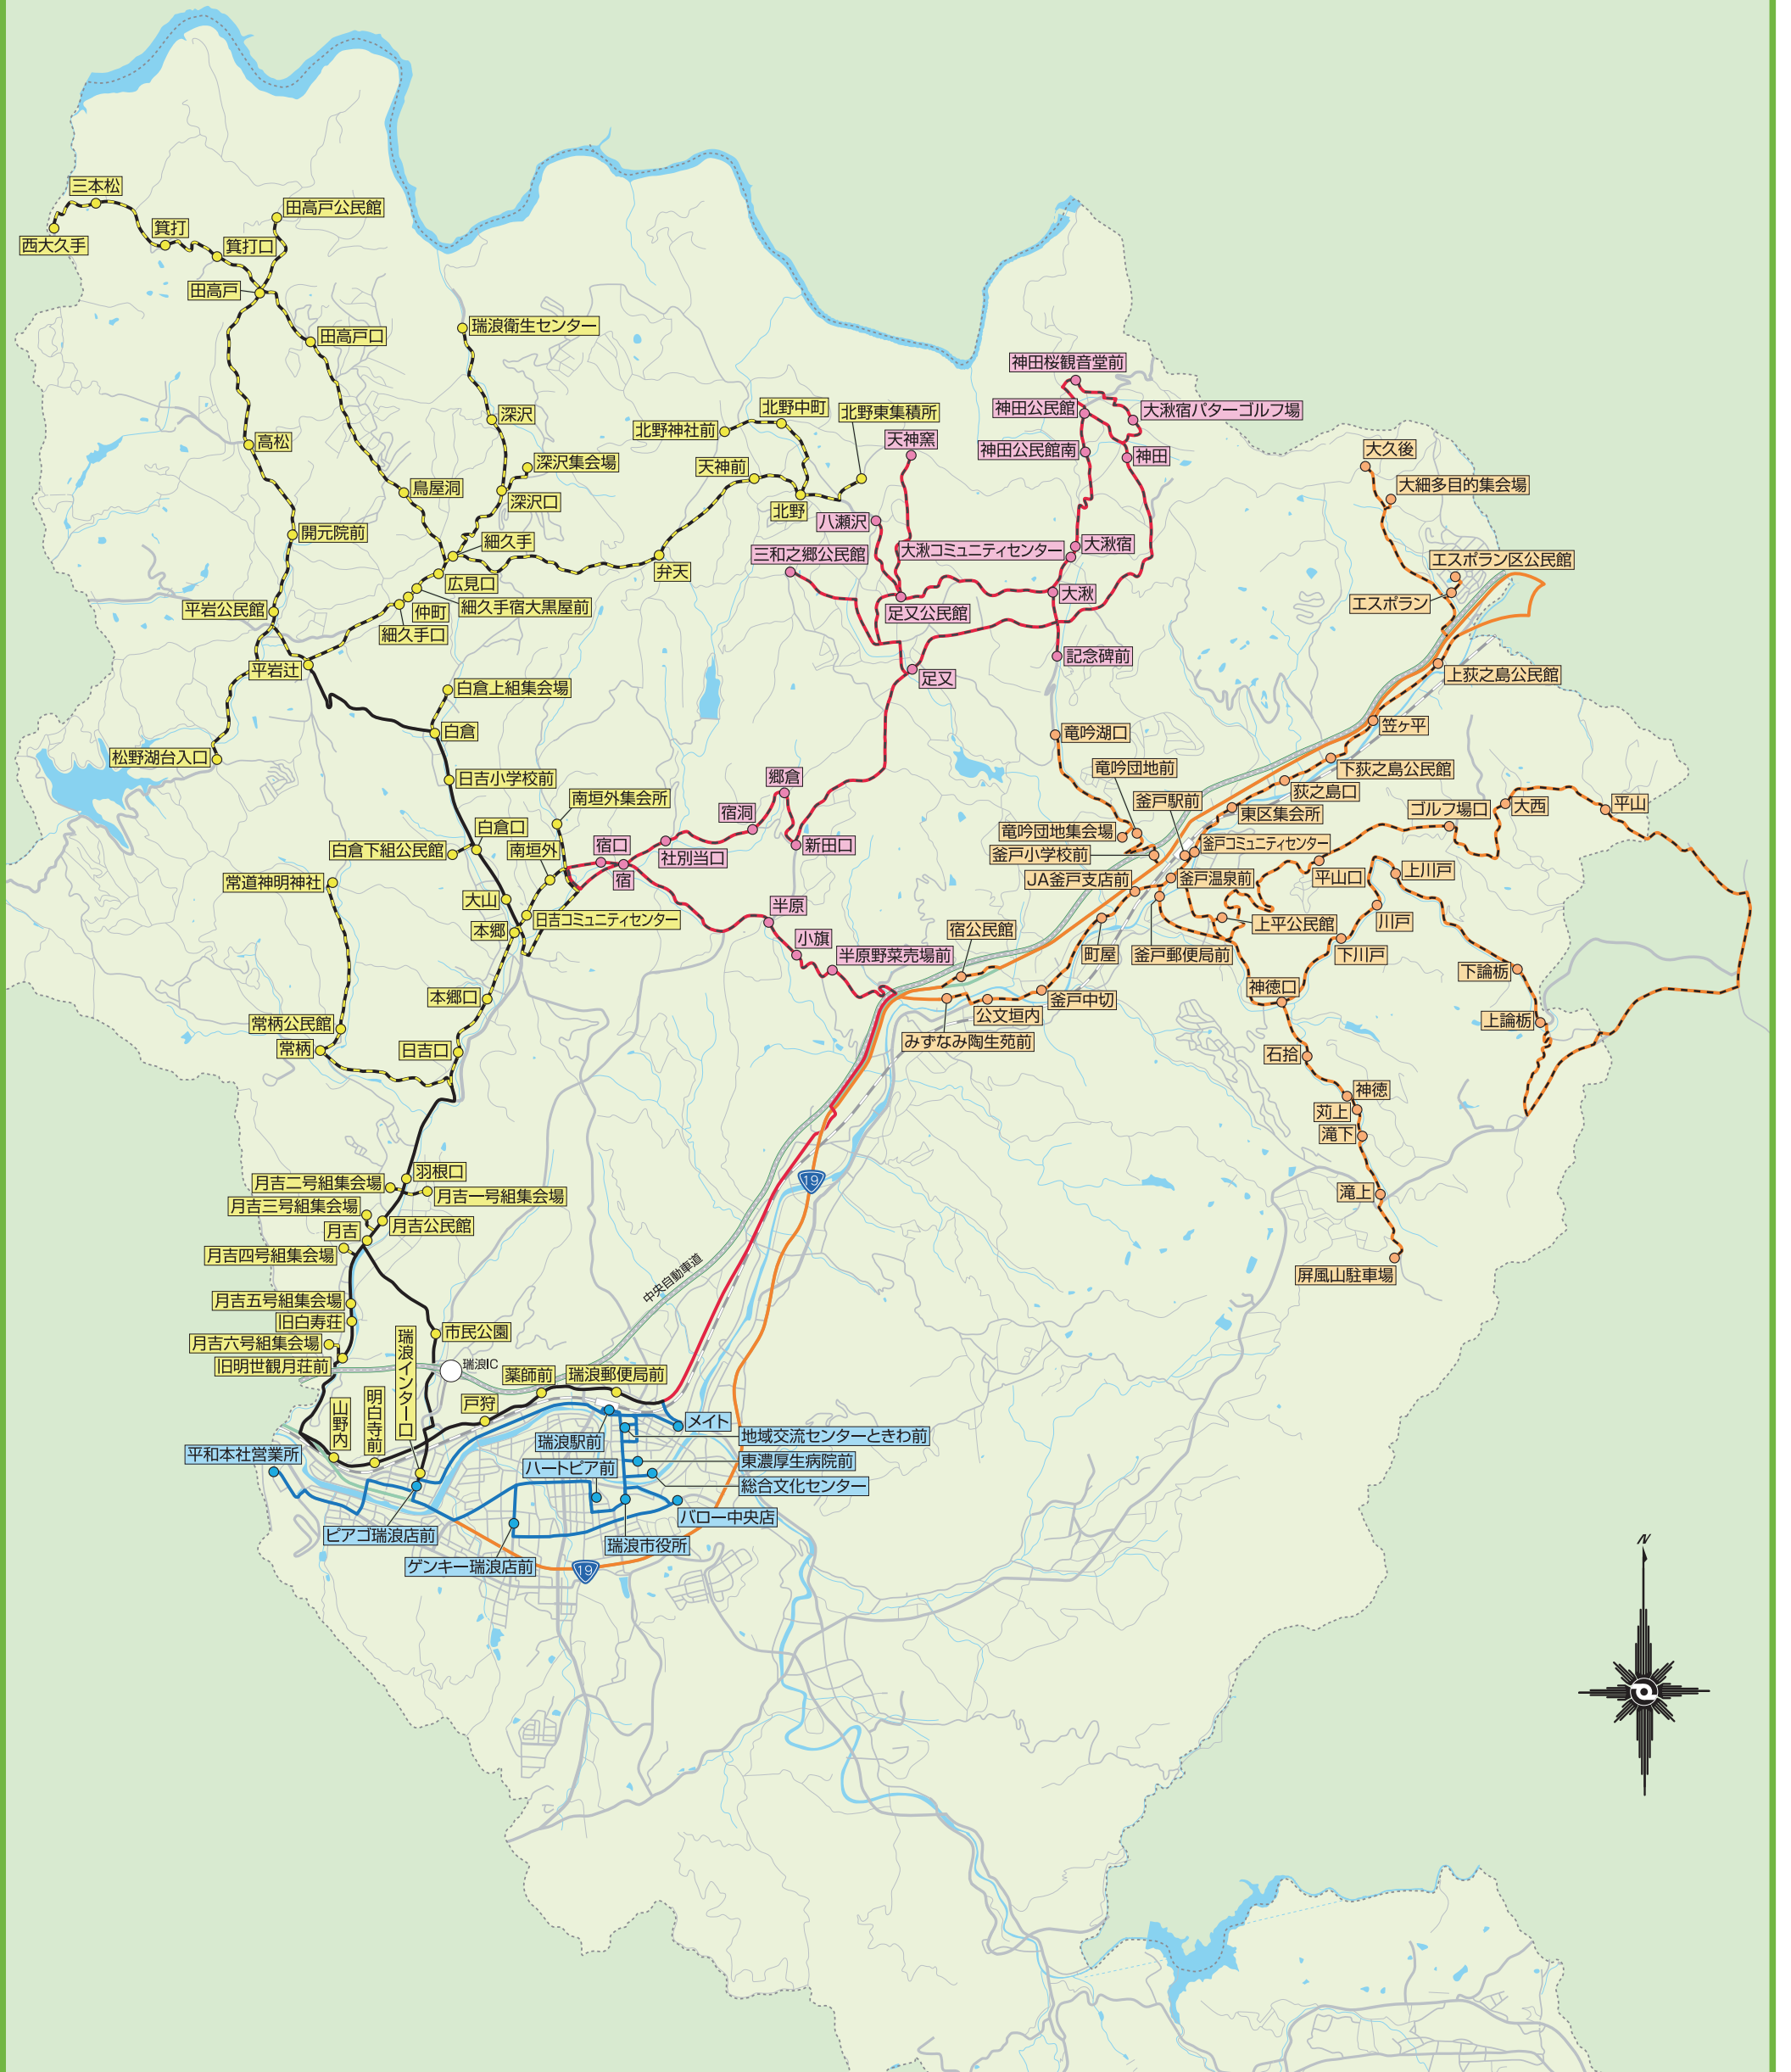 三本松
田高戸公民館
箕打
西大久手
箕打口
田高戸
田高戸口
瑞浪衛生センター
神田桜観音堂前
神田公民館
大湫宿パターゴルフ場
北野中町
北野東集積所
深沢
北野神社前
天神窯
高松
神田公民館南
神田
大久後
深沢集会場
天神前
大細多目的集会場
鳥屋洞
深沢口
北野
八瀬沢
開元院前
細久手
大湫コミュニティセンター
大湫宿
三和之郷公民館
エスポラン区公民館
弁天
広見口
大湫
エスポラン
平岩公民館
仲町
細久手宿大黒屋前
足又公民館
細久手口
記念碑前
平岩辻
足又
上荻之島公民館
白倉上組集会場
笠ヶ平
白倉
竜吟湖口
松野湖台入口
竜吟団地前
下荻之島公民館
日吉小学校前
郷倉
荻之島口
南垣外集会所
釜戸駅前
平山
宿洞
東区集会所
ゴルフ場口
大西
白倉口
竜吟団地集会場
白倉下組公民館
南垣外
宿口
社別当口
新田口
釜戸小学校前
釜戸コミュニティセンター
常道神明神社
宿
JA釜戸支店前
釜戸温泉前
平山口
上川戸
大山
半原
日吉コミュニティセンター
上平公民館
川戸
本郷
小旗
宿公民館
半原野菜売場前
町屋
釜戸郵便局前
下川戸
下論栃
本郷口
神徳口
釜戸中切
公文垣内
常柄公民館
上論栃
みずなみ陶生苑前
常柄
日吉口
石拾
神徳
苅上
滝下
羽根口
月吉二号組集会場
19
月吉一号組集会場
滝上
月吉三号組集会場
月吉公民館
月吉
月吉四号組集会場
中央自動車道
屏風山駐車場
月吉五号組集会場
旧白寿荘
市民公園
月吉六号組集会場
瑞浪インター口
旧明世観月荘前
瑞浪IC
薬師前
瑞浪郵便局前
山野内
明白寺前
戸狩
メイト
瑞浪駅前
地域交流センターときわ前
平和本社営業所
東濃厚生病院前
ハートピア前
総合文化センター
バロー中央店
ピアゴ瑞浪店前
瑞浪市役所
ゲンキー瑞浪店前
19
N